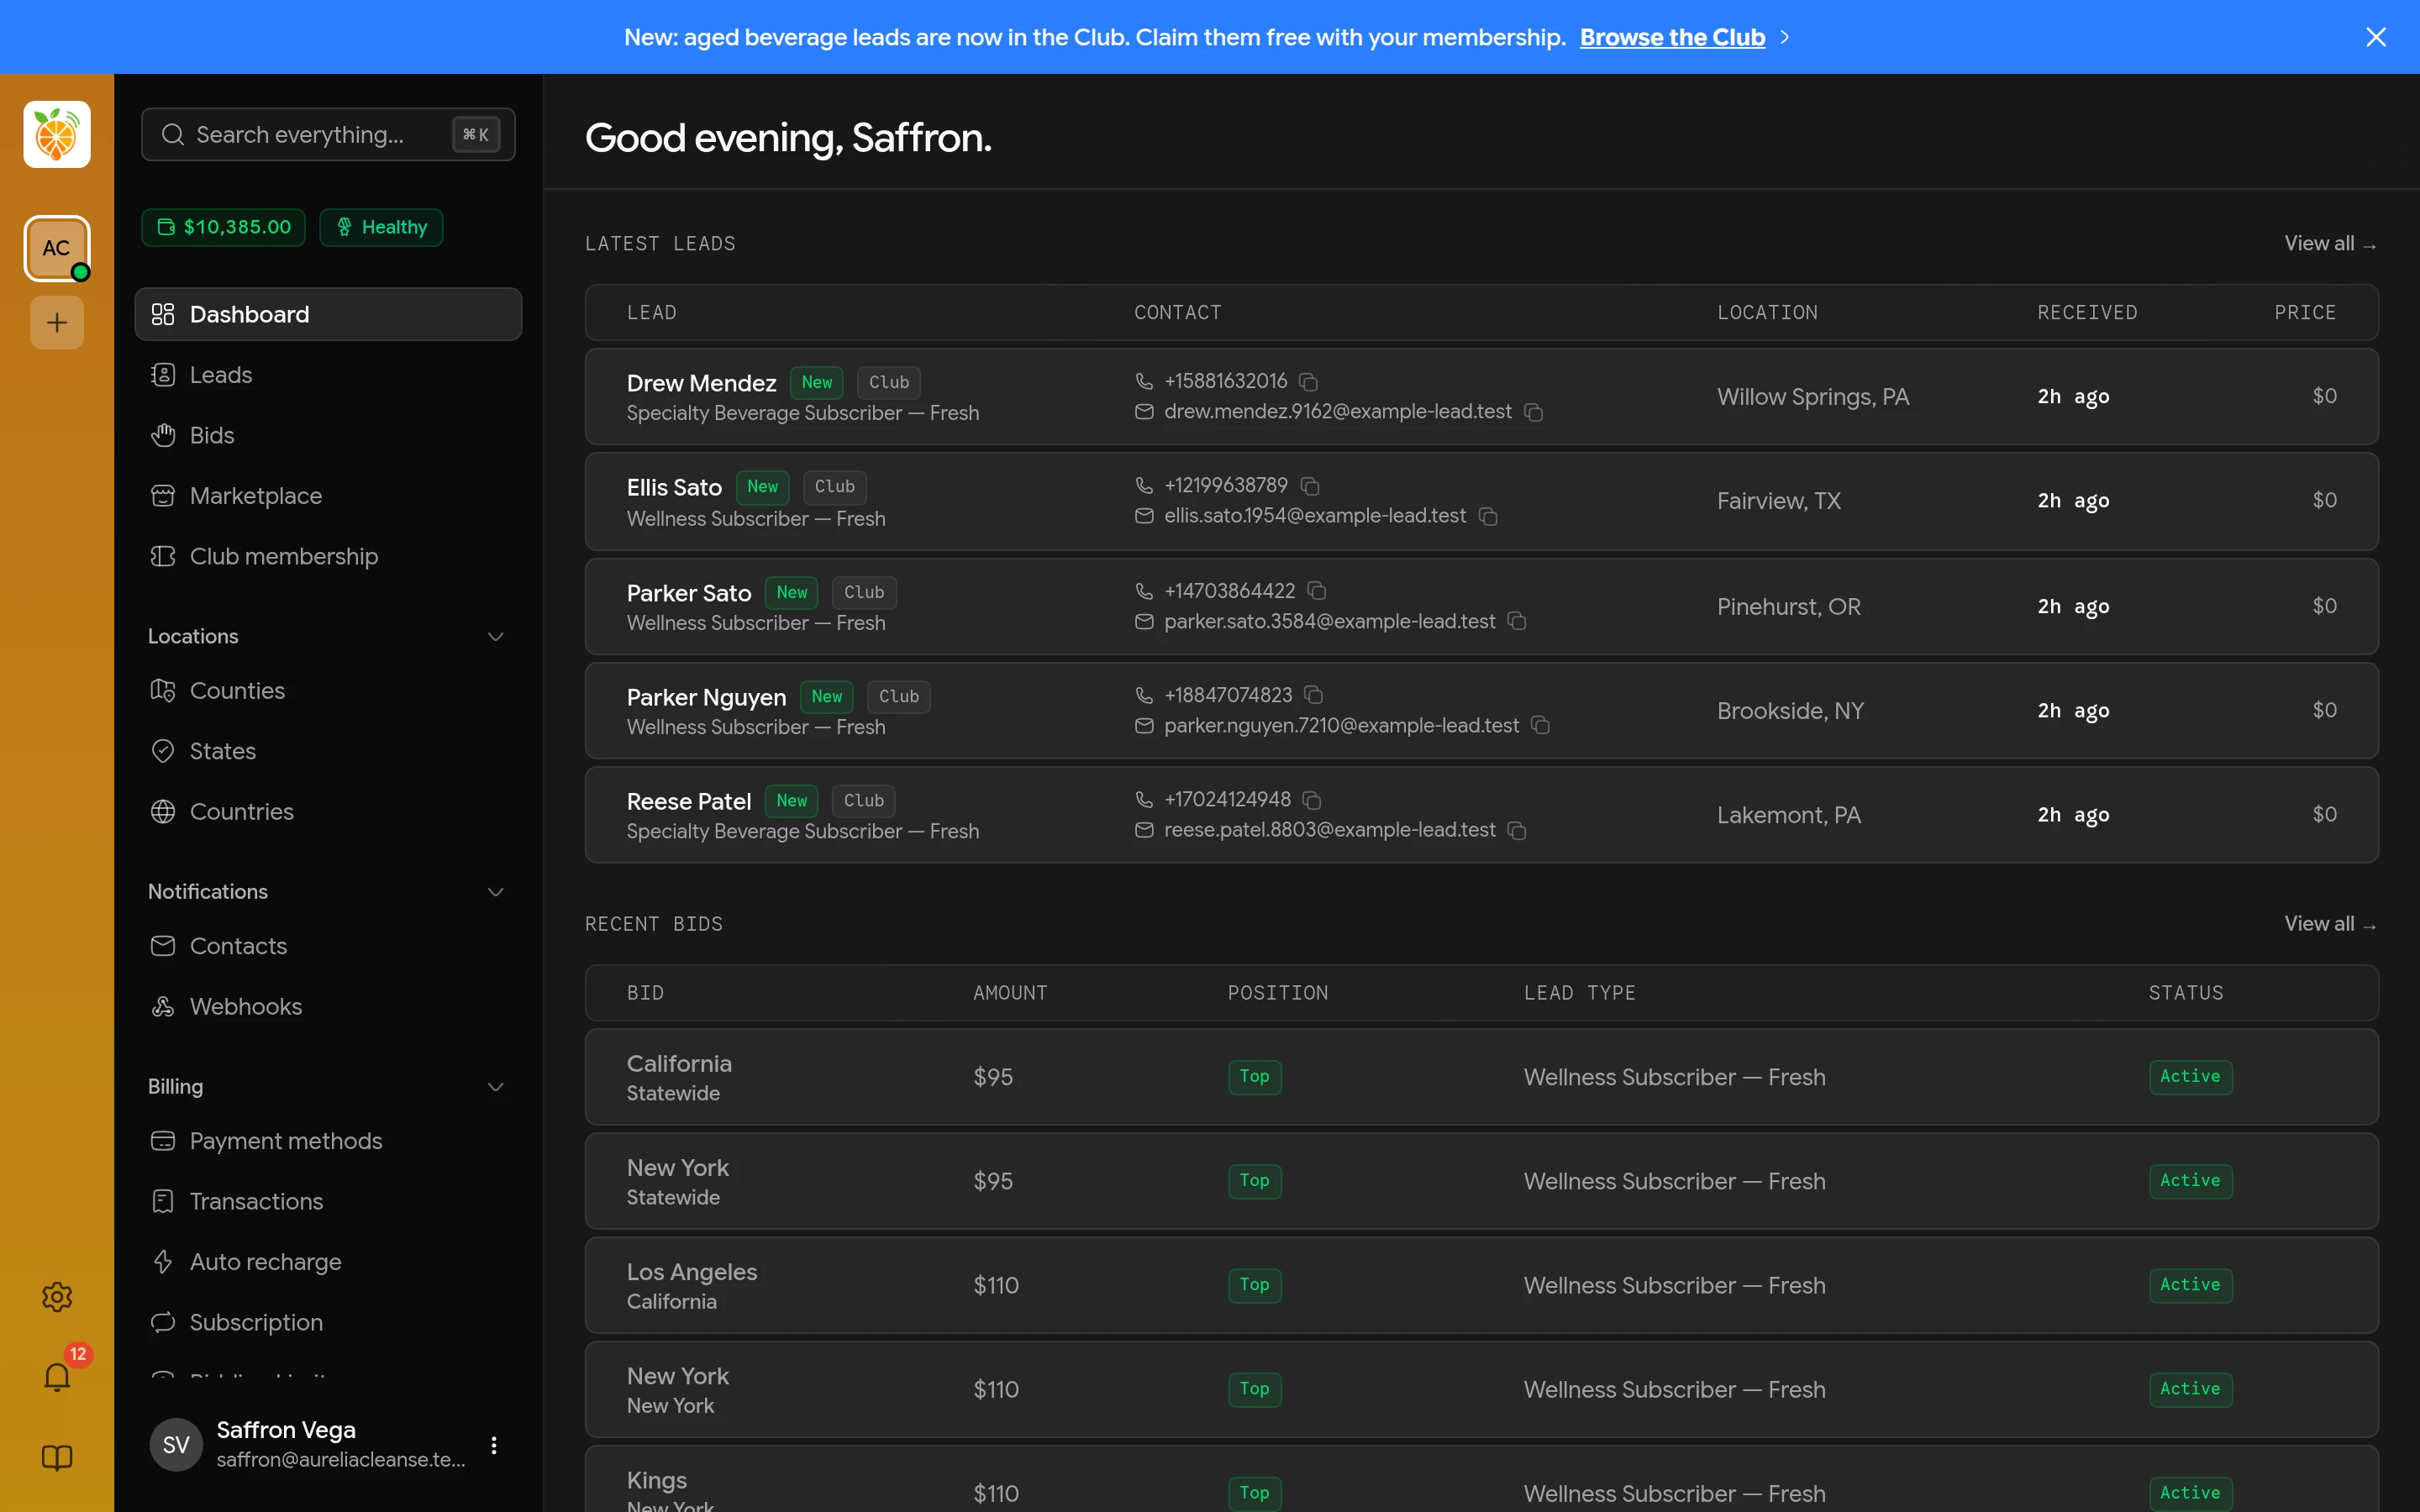 New: aged beverage leads are now in the Club. Claim them free with your membership. Browse the Club
Search everything... ⌘K
$10,385.00 Healthy
AC
Dashboard
Leads
Bids
Marketplace
Club membership
Locations
Counties
States
Countries
Notifications
Contacts
Webhooks
Billing
Payment methods
Transactions
Auto recharge
Subscription
12
SV
Saffron Vega
saffron@aureliacleanse.te...
Good evening, Saffron.
LATEST LEADS View all →
LEAD CONTACT LOCATION RECEIVED PRICE
Drew Mendez New Club
Specialty Beverage Subscriber — Fresh
+15881632016
drew.mendez.9162@example-lead.test
Willow Springs, PA 2h ago $0
Ellis Sato New Club
Wellness Subscriber — Fresh
+12199638789
ellis.sato.1954@example-lead.test
Fairview, TX 2h ago $0
Parker Sato New Club
Wellness Subscriber — Fresh
+14703864422
parker.sato.3584@example-lead.test
Pinehurst, OR 2h ago $0
Parker Nguyen New Club
Wellness Subscriber — Fresh
+18847074823
parker.nguyen.7210@example-lead.test
Brookside, NY 2h ago $0
Reese Patel New Club
Specialty Beverage Subscriber — Fresh
+17024124948
reese.patel.8803@example-lead.test
Lakemont, PA 2h ago $0
RECENT BIDS View all →
BID AMOUNT POSITION LEAD TYPE STATUS
California
Statewide
$95 Top Wellness Subscriber — Fresh Active
New York
Statewide
$95 Top Wellness Subscriber — Fresh Active
Los Angeles
California
$110 Top Wellness Subscriber — Fresh Active
New York
New York
$110 Top Wellness Subscriber — Fresh Active
Kings
New York
$110 Top Wellness Subscriber — Fresh Active